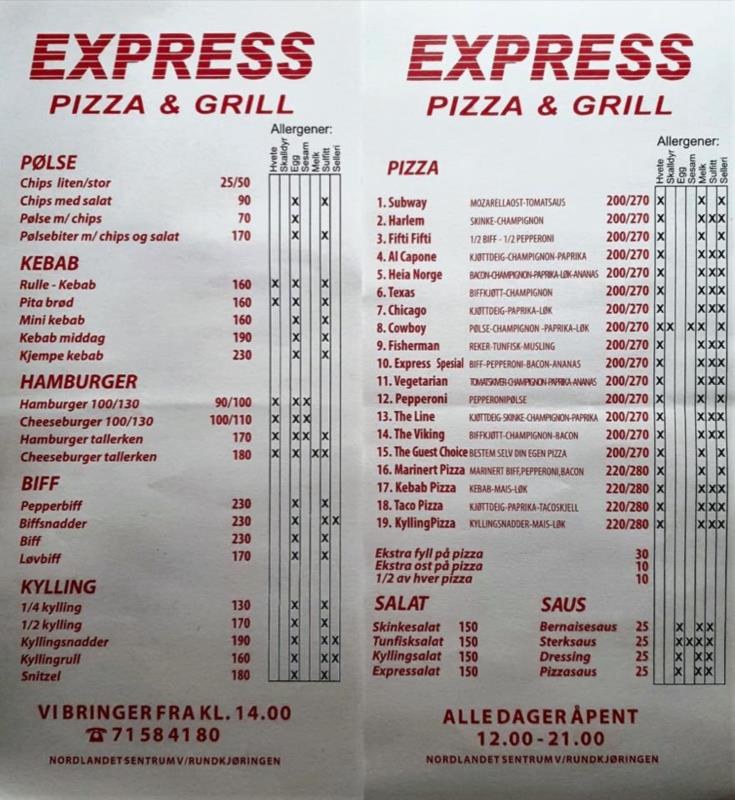 EXPRESS
PIZZA & GRILL
Allergener:
Hvete Skalldyr Egg Sesam Melk Sulfitt Selleri
PØLSE
Chips liten/stor 25/50
Chips med salat 90 X X
Pølse m/ chips 70 X
Pølsebiter m/ chips og salat 170 X X
KEBAB
Rulle - Kebab 160 X X X
Pita brød 160 X X X
Mini kebab 160 X X
Kebab middag 190 X X
Kjempe kebab 230 X X
HAMBURGER
Hamburger 100/130 90/100 X X X
Cheeseburger 100/130 100/110 X X X
Hamburger tallerken 170 X X X X
Cheeseburger tallerken 180 X X X X
BIFF
Pepperbiff 230 X X
Biffsnadder 230 X X X
Biff 230 X X
Løvbiff 170 X X
KYLLING
1/4 kylling 130 X X
1/2 kylling 170 X X
Kyllingsnadder 190 X X X
Kyllingrull 160 X X X
Snitzel 180 X X
VI BRINGER FRA KL. 14.00
☎ 71 58 41 80
NORDLANDET SENTRUM V/RUNDKJØRINGEN
EXPRESS
PIZZA & GRILL
Allergener:
Hvete Skalldyr Egg Sesam Melk Sulfitt Selleri
PIZZA
1. Subway MOZARELLAOST-TOMATSAUS 200/270 X X X
2. Harlem SKINKE-CHAMPIGNON 200/270 X X X X
3. Fifti Fifti 1/2 BIFF - 1/2 PEPPERONI 200/270 X X X
4. Al Capone KJØTTDEIG-CHAMPIGNON-PAPRIKA 200/270 X X X X
5. Heia Norge BACON-CHAMPIGNON-PAPRIKA-LØK-ANANAS 200/270 X X X X
6. Texas BIFFKJØTT-CHAMPIGNON 200/270 X X X X
7. Chicago KJØTTDEIG-PAPRIKA-LØK 200/270 X X X X
8. Cowboy PØLSE-CHAMPIGNON -PAPRIKA-LØK 200/270 X X X X X
9. Fisherman REKER-TUNFISK-MUSLING 200/270 X X X X
10. Express Spesial BIFF-PEPPERONI-BACON-ANANAS 200/270 X X X X
11. Vegetarian TOMATSKIVER-CHAMPIGNON-PAPRIKA-ANANAS 200/270 X X X X
12. Pepperoni PEPPERONIPØLSE 200/270 X X X
13. The Line KJØTTDEIG-SKINKE-CHAMPIGNON-PAPRIKA 200/270 X X X X
14. The Viking BIFFKJØTT-CHAMPIGNON-BACON 200/270 X X X X
15. The Guest Choice BESTEM SELV DIN EGEN PIZZA 200/270 X X X
16. Marinert Pizza MARINERT BIFF,PEPPERONI,BACON 220/280 X X X
17. Kebab Pizza KEBAB-MAIS-LØK 220/280 X X X X
18. Taco Pizza KJØTTDEIG-PAPRIKA-TACOSKJELL 220/280 X X X X
19. KyllingPizza KYLLINGSNADDER-MAIS-LØK 220/280 X X X X
Ekstra fyll på pizza 30
Ekstra ost på pizza 10
1/2 av hver pizza 10
SALAT SAUS
Skinkesalat 150 Bernaisesaus 25 X X X
Tunfisksalat 150 Sterksaus 25 X X X X
Kyllingsalat 150 Dressing 25 X X X
Expressalat 150 Pizzasaus 25 X X X
ALLE DAGER ÅPENT
12.00 - 21.00
NORDLANDET SENTRUM V/RUNDKJØRINGEN